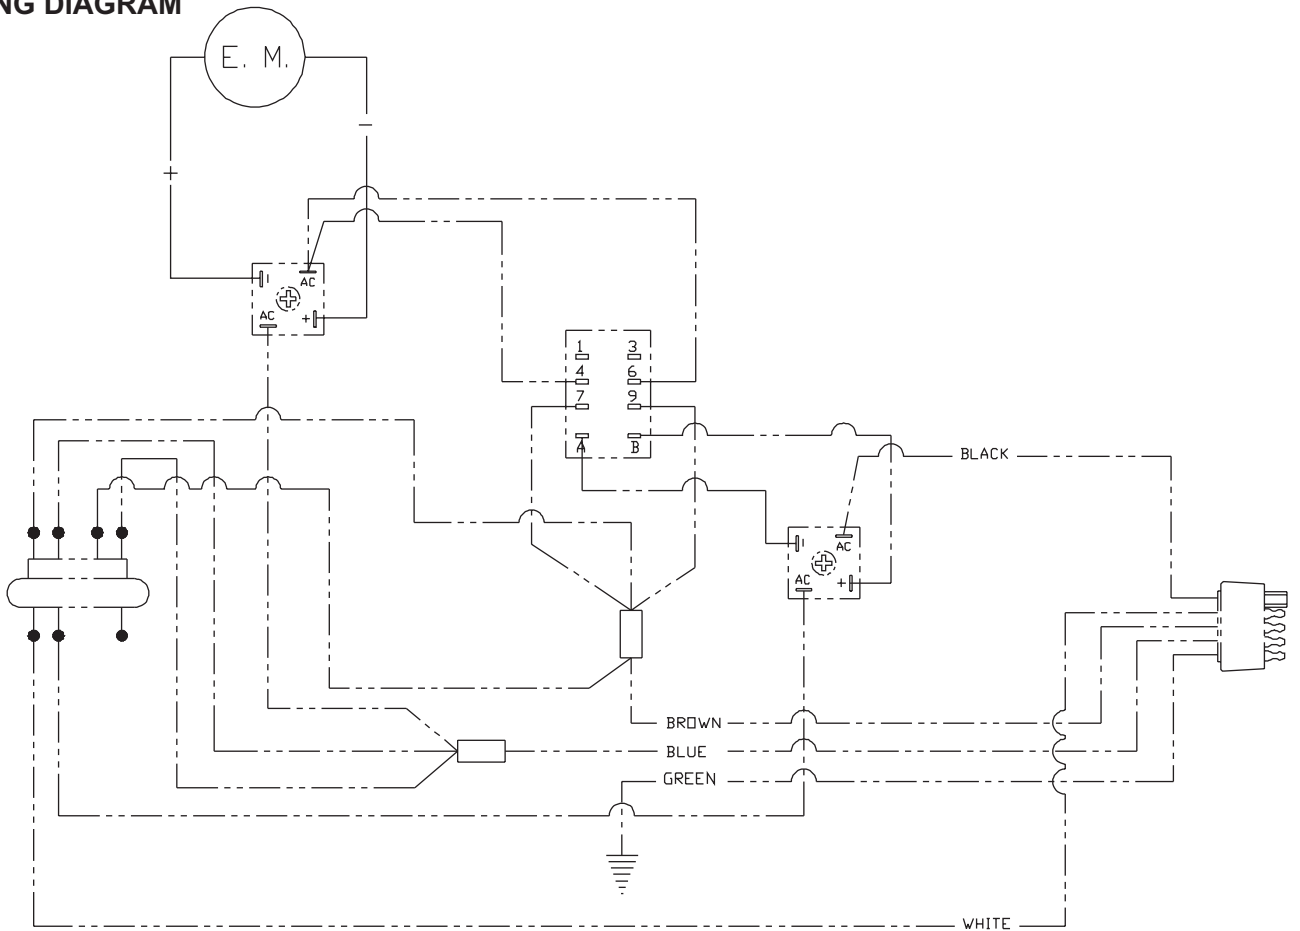 NG DIAGRAM
E. M.
−
+
AC
AC
+
1 3
4 6
7 9
A B
BLACK
AC
AC
+
BROWN
BLUE
GREEN
WHITE